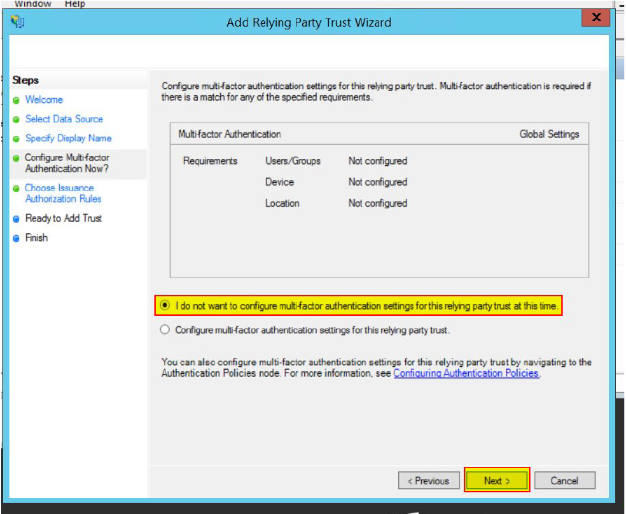 Window Help
Add Relying Party Trust Wizard
x
Steps
Welcome
Select Data Source
Specify Display Name
Configure Multi-factor
Authentication Now?
Choose Issuance
Authorization Rules
Ready to Add Trust
Finish
Configure multi-factor authentication settings for this relying party trust. Multi-factor authentication is required if
there is a match for any of the specified requirements.
Multi-factor Authentication Global Settings
Requirements Users/Groups Not configured
Device Not configured
Location Not configured
I do not want to configure multi-factor authentication settings for this relying party trust at this time.
Configure multi-factor authentication settings for this relying party trust.
You can also configure multi-factor authentication settings for this relying party trust by navigating to the
Authentication Policies node. For more information, see Configuring Authentication Policies.
< Previous Next > Cancel